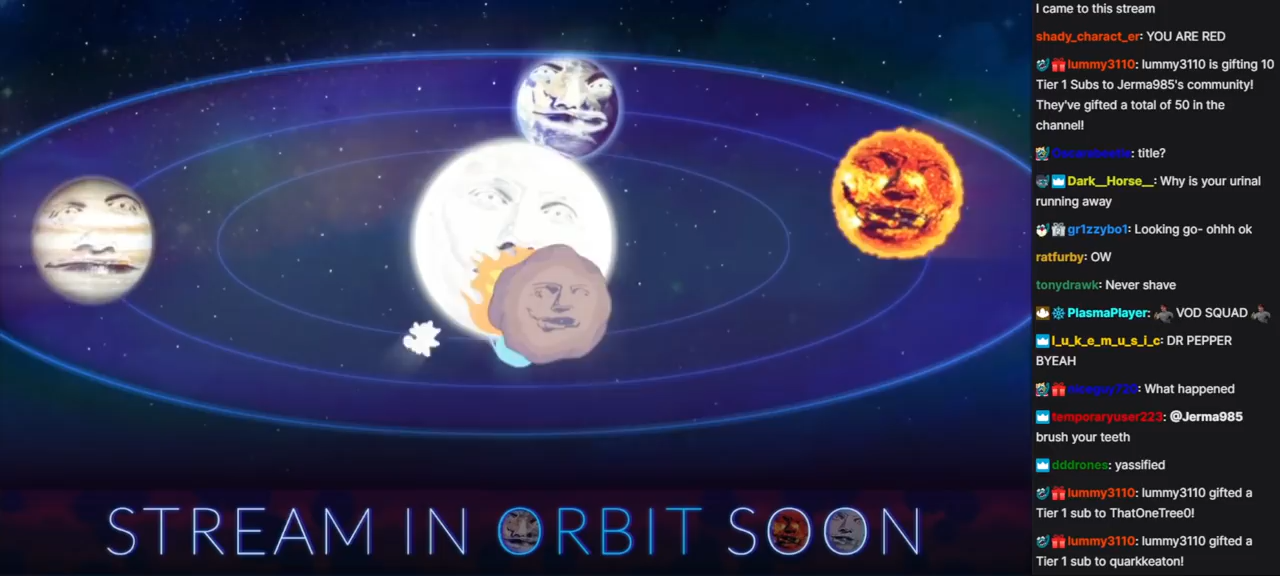 I came to this stream
shady_charact_er: YOU ARE RED
lummy3110: lummy3110 is gifting 10
Tier 1 Subs to Jerma985's community!
They've gifted a total of 50 in the
channel!
: title?
Dark__Horse__: Why is your urinal
running away
gr1zzybo1: Looking go- ohhh ok
ratfurby: OW
tonydrawk: Never shave
PlasmaPlayer: VOD SQUAD
l_u_k_e_m_u_s_i_c: DR PEPPER
BYEAH
: What happened
temporaryuser223: @Jerma985
brush your teeth
dddrones: yassified
lummy3110: lummy3110 gifted a
Tier 1 sub to ThatOneTree0!
lummy3110: lummy3110 gifted a
Tier 1 sub to quarkkeaton!
STREAM IN ORBIT SOON